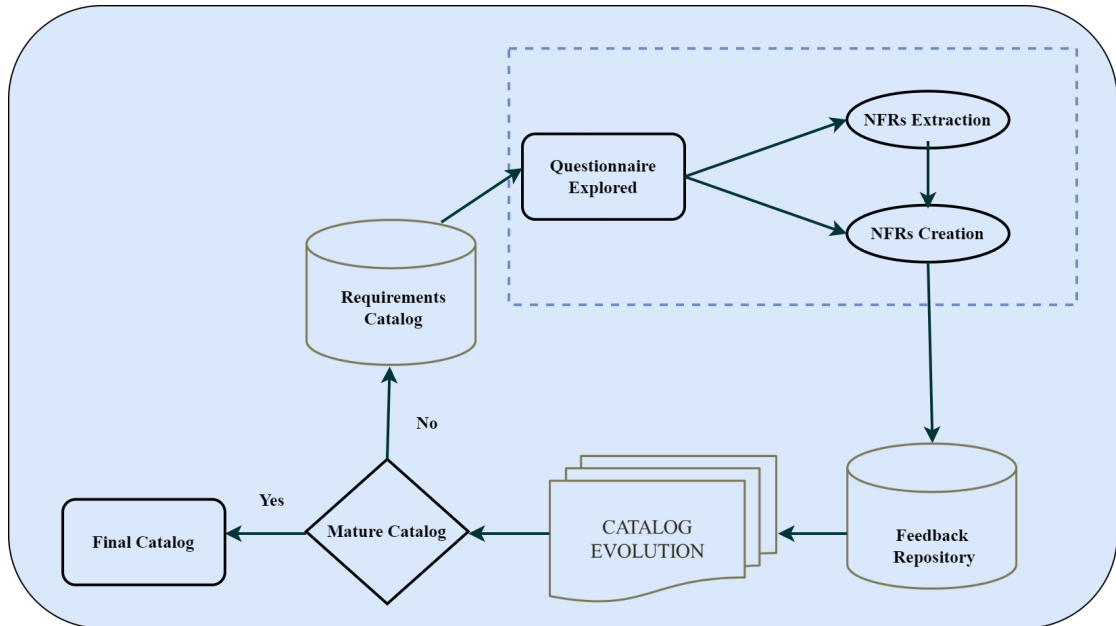 NFRs Extraction
Questionnaire
Explored
NFRs Creation
Requirements
Catalog
No
Yes
Final Catalog
Mature Catalog
CATALOG
EVOLUTION
Feedback
Repository